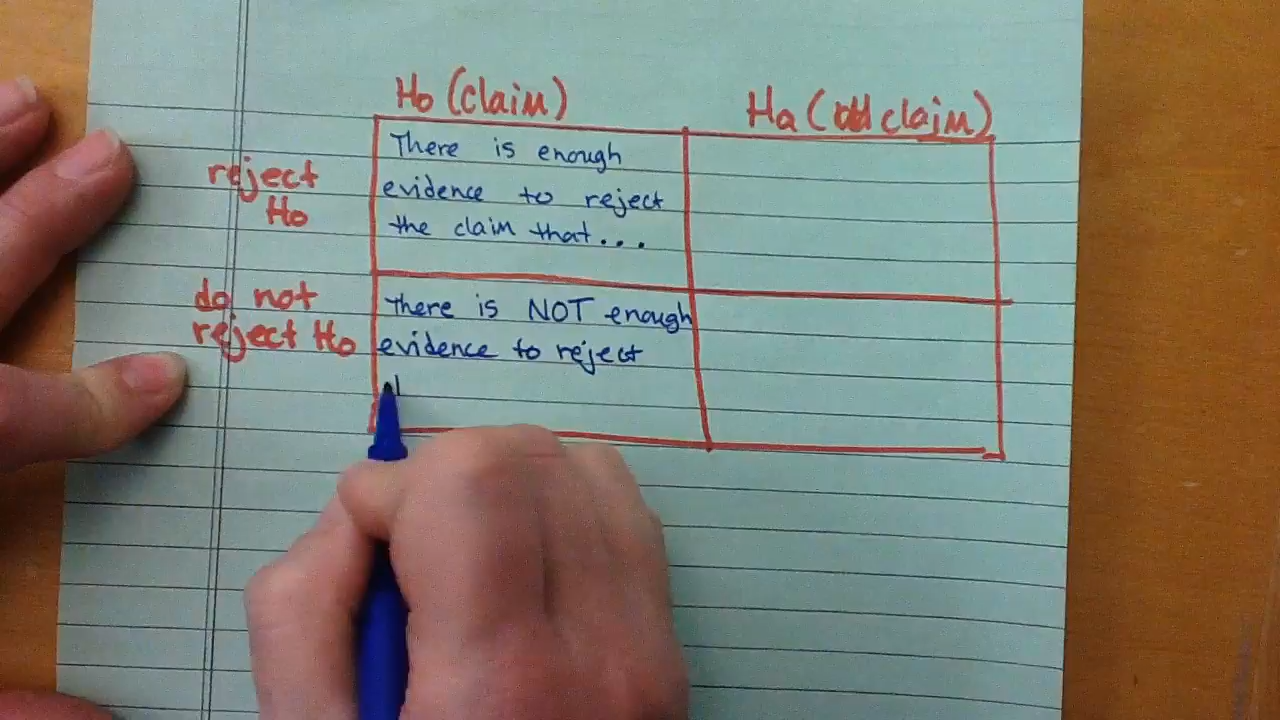 Ho (claim)
Ha ( claim)
reject
Ho
There is enough
evidence to reject
the claim that...
do not
reject Ho
There is NOT enough
evidence to reject